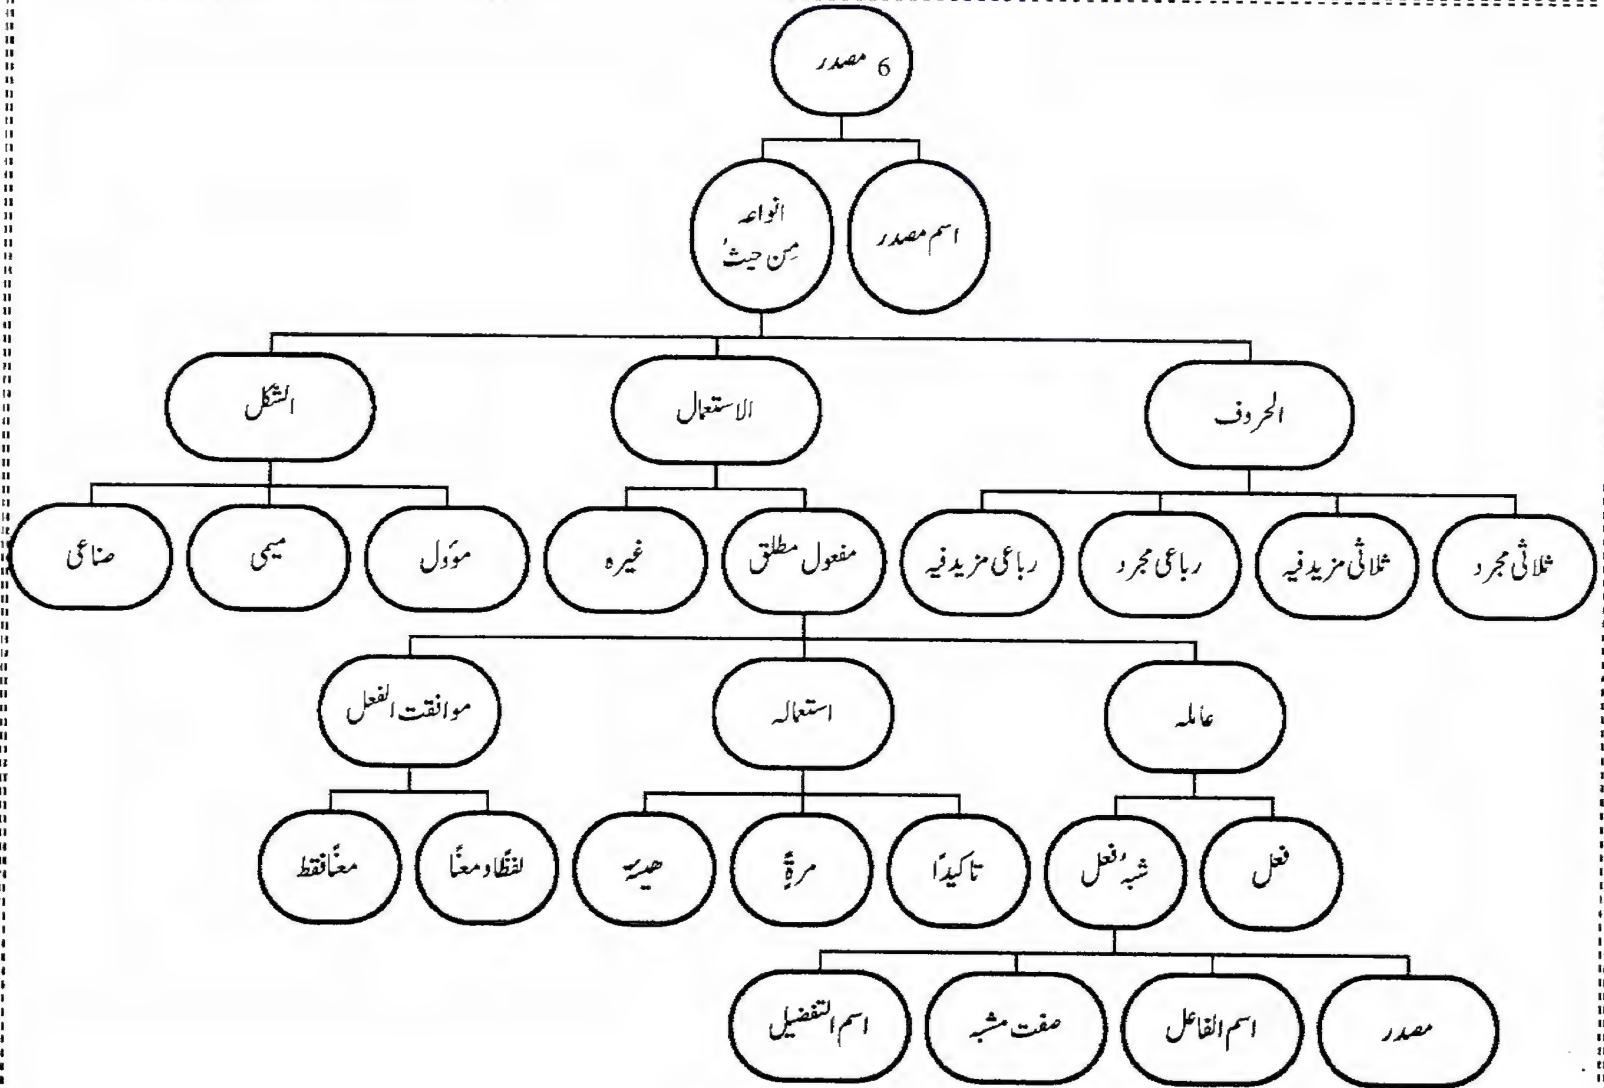 6 مصدر
اسم مصدر
انواعہ
مِن حیثُ
الحروف
الاستعمال
الشکل
ثلاثی مجرد
ثلاثی مزید فیہ
رباعی مجرد
رباعی مزید فیہ
مفعول مطلق
غیرہ
مؤول
میمی
صناعی
عاملہ
استعمالہ
موافقت الفعل
فعل
شبہُ فعل
تاکیدًا
مرۃً
ھیئۃ
لفظًا و معنًا
معنًا فقط
مصدر
اسم الفاعل
صفت مشبہ
اسم التفضیل